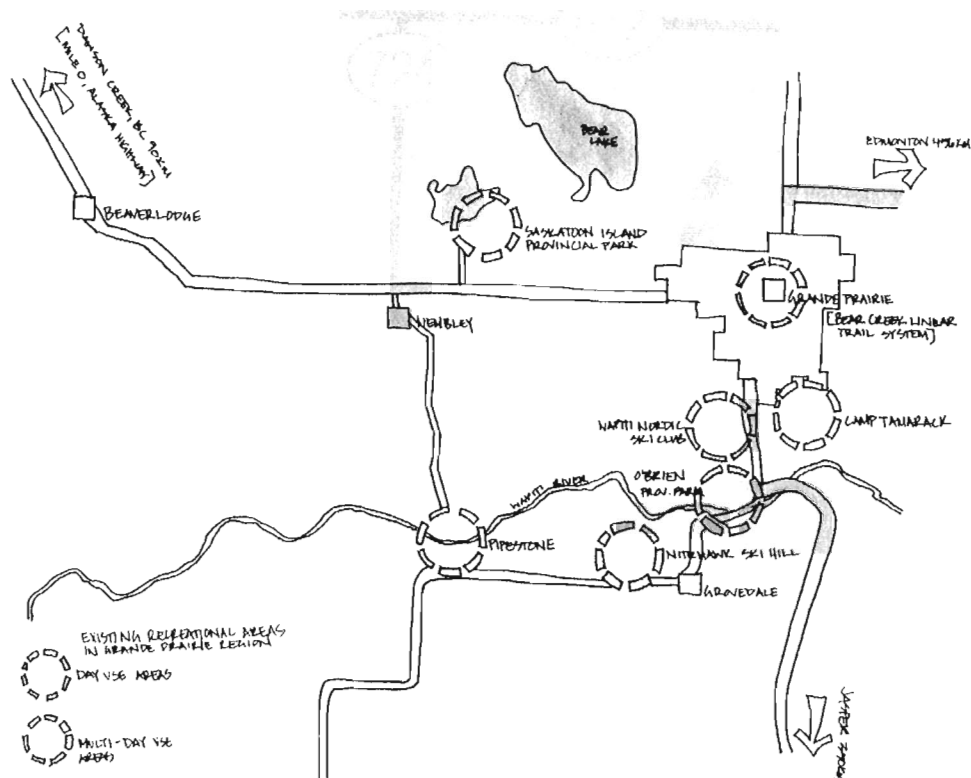 DAWSON CREEK, BC 90KM
[MILE 0, ALASKA HIGHWAY]
BEAR
LAKE
EDMONTON
BEAVERLODGE
SASKATOON ISLAND
PROVINCIAL PARK
GRANDE PRAIRIE
[BEAR CREEK LINEAR
TRAIL SYSTEM]
WEMBLEY
WAPITI NORDIC
SKI CLUB
CAMP TAMARACK
O'BRIEN
PROV. PARK
WAPITI RIVER
PIPESTONE
NITEHAWK SKI HILL
GROVEDALE
EXISTING RECREATIONAL AREAS
IN GRANDE PRAIRIE REGION
DAY USE AREAS
MULTI-DAY USE
AREAS
JASPER